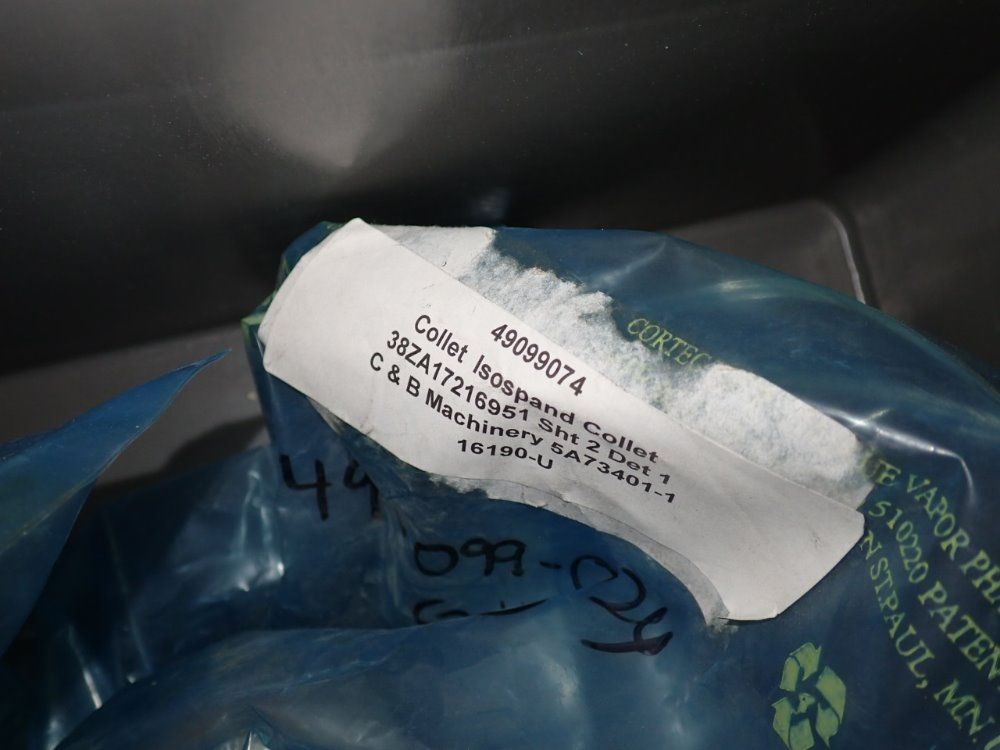 49099074
Collet Isospand Collet
38ZA17216951 Sht 2 Det 1
C & B Machinery 5A73401-1
16190-U
49
099-024
CORTEC
VAPOR
510220 PATEN
N ST.PAUL, MN.